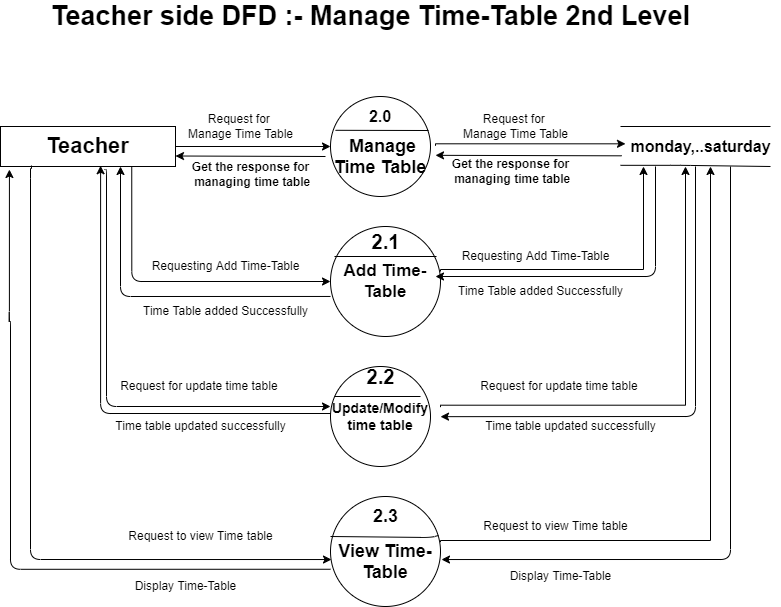 Teacher side DFD :- Manage Time-Table 2nd Level
2.0
Request for
Manage Time Table
Request for
Manage Time Table
Teacher
Manage
Time Table
monday,..saturday
Get the response for
managing time table
Get the response for
managing time table
2.1
Requesting Add Time-Table
Add Time-
Table
Requesting Add Time-Table
Time Table added Successfully
Time Table added Successfully
2.2
Request for update time table
Request for update time table
Update/Modify
time table
Time table updated successfully
Time table updated successfully
2.3
Request to view Time table
Request to view Time table
View Time-
Table
Display Time-Table
Display Time-Table